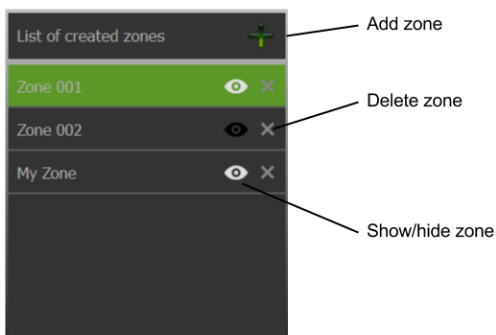 Add zone
List of created zones
Zone 001
Delete zone
Zone 002
My Zone
Show/hide zone